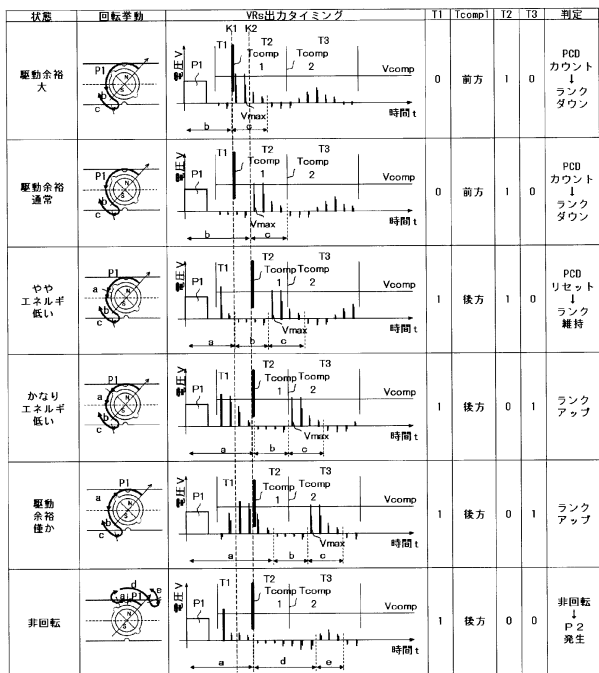 状態 回転挙動 VRs出力タイミング T1 Tcomp1 T2 T3 判定
K1 K2
駆動余裕
大
P1
N
S
b
c
電圧V
P1
T1
T2
Tcomp
1
T3
Tcomp
2
Vcomp
Vmax
時間t
b
c
0 前方 1 0
PCD
カウント
↓
ランク
ダウン
駆動余裕
通常
P1
N
S
b
c
電圧V
P1
T1
T2
Tcomp
1
T3
Tcomp
2
Vcomp
Vmax
時間t
b
c
0 前方 1 0
PCD
カウント
↓
ランク
ダウン
やや
エネルギ
低い
P1
a
N
S
b
c
電圧V
P1
T1
T2
T3
Tcomp Tcomp
1 2
Vcomp
Vmax
時間t
a b c
1 後方 1 0
PCD
リセット
↓
ランク
維持
かなり
エネルギ
低い
P1
a
N
S
b
c
電圧V
P1
T1
T2
T3
Tcomp Tcomp
1 2
Vcomp
Vmax
時間t
a b c
1 後方 0 1
ランク
アップ
駆動
余裕
僅か
P1
a
N
S
b
c
電圧V
P1
T1
T2
T3
Tcomp Tcomp
1 2
Vcomp
Vmax
時間t
a b c
1 後方 0 1
ランク
アップ
非回転
d
a P1 e
N
S
電圧V
P1
T1
T2
T3
Tcomp Tcomp
1 2
Vcomp
時間t
a d e
1 後方 0 0
非回転
↓
P2
発生